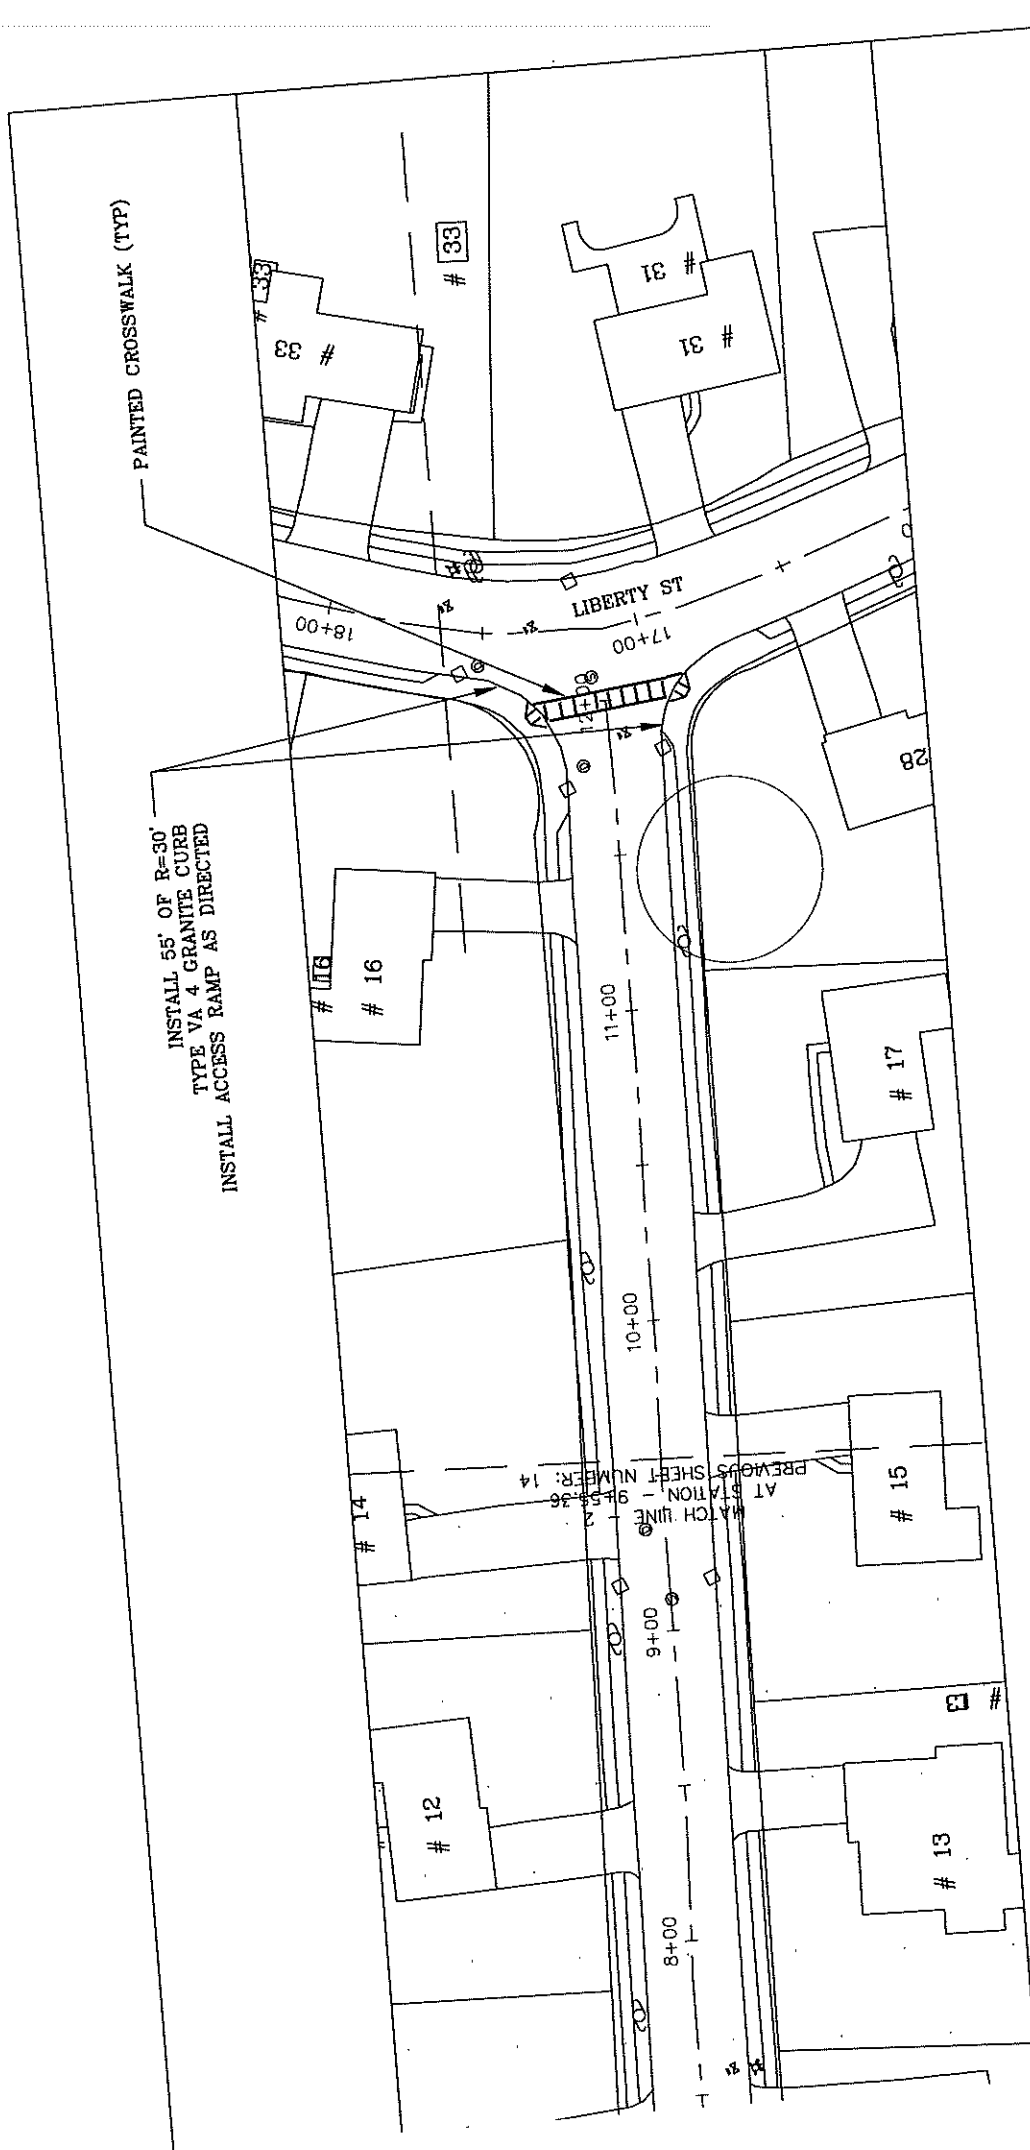 PAINTED CROSSWALK (TYP)
# 33
# 33
# 33
# 31
# 31
LIBERTY ST
18+00
17+00
12+00
# 28
INSTALL 55' OF R=30'
TYPE VA 4 GRANITE CURB
INSTALL ACCESS RAMP AS DIRECTED
# 16
# 16
11+00
# 17
10+00
MATCH LINE - 2
AT STATION - 9+55.36
PREVIOUS SHEET NUMBER: 14
# 14
# 15
9+00
# 12
# 13
8+00